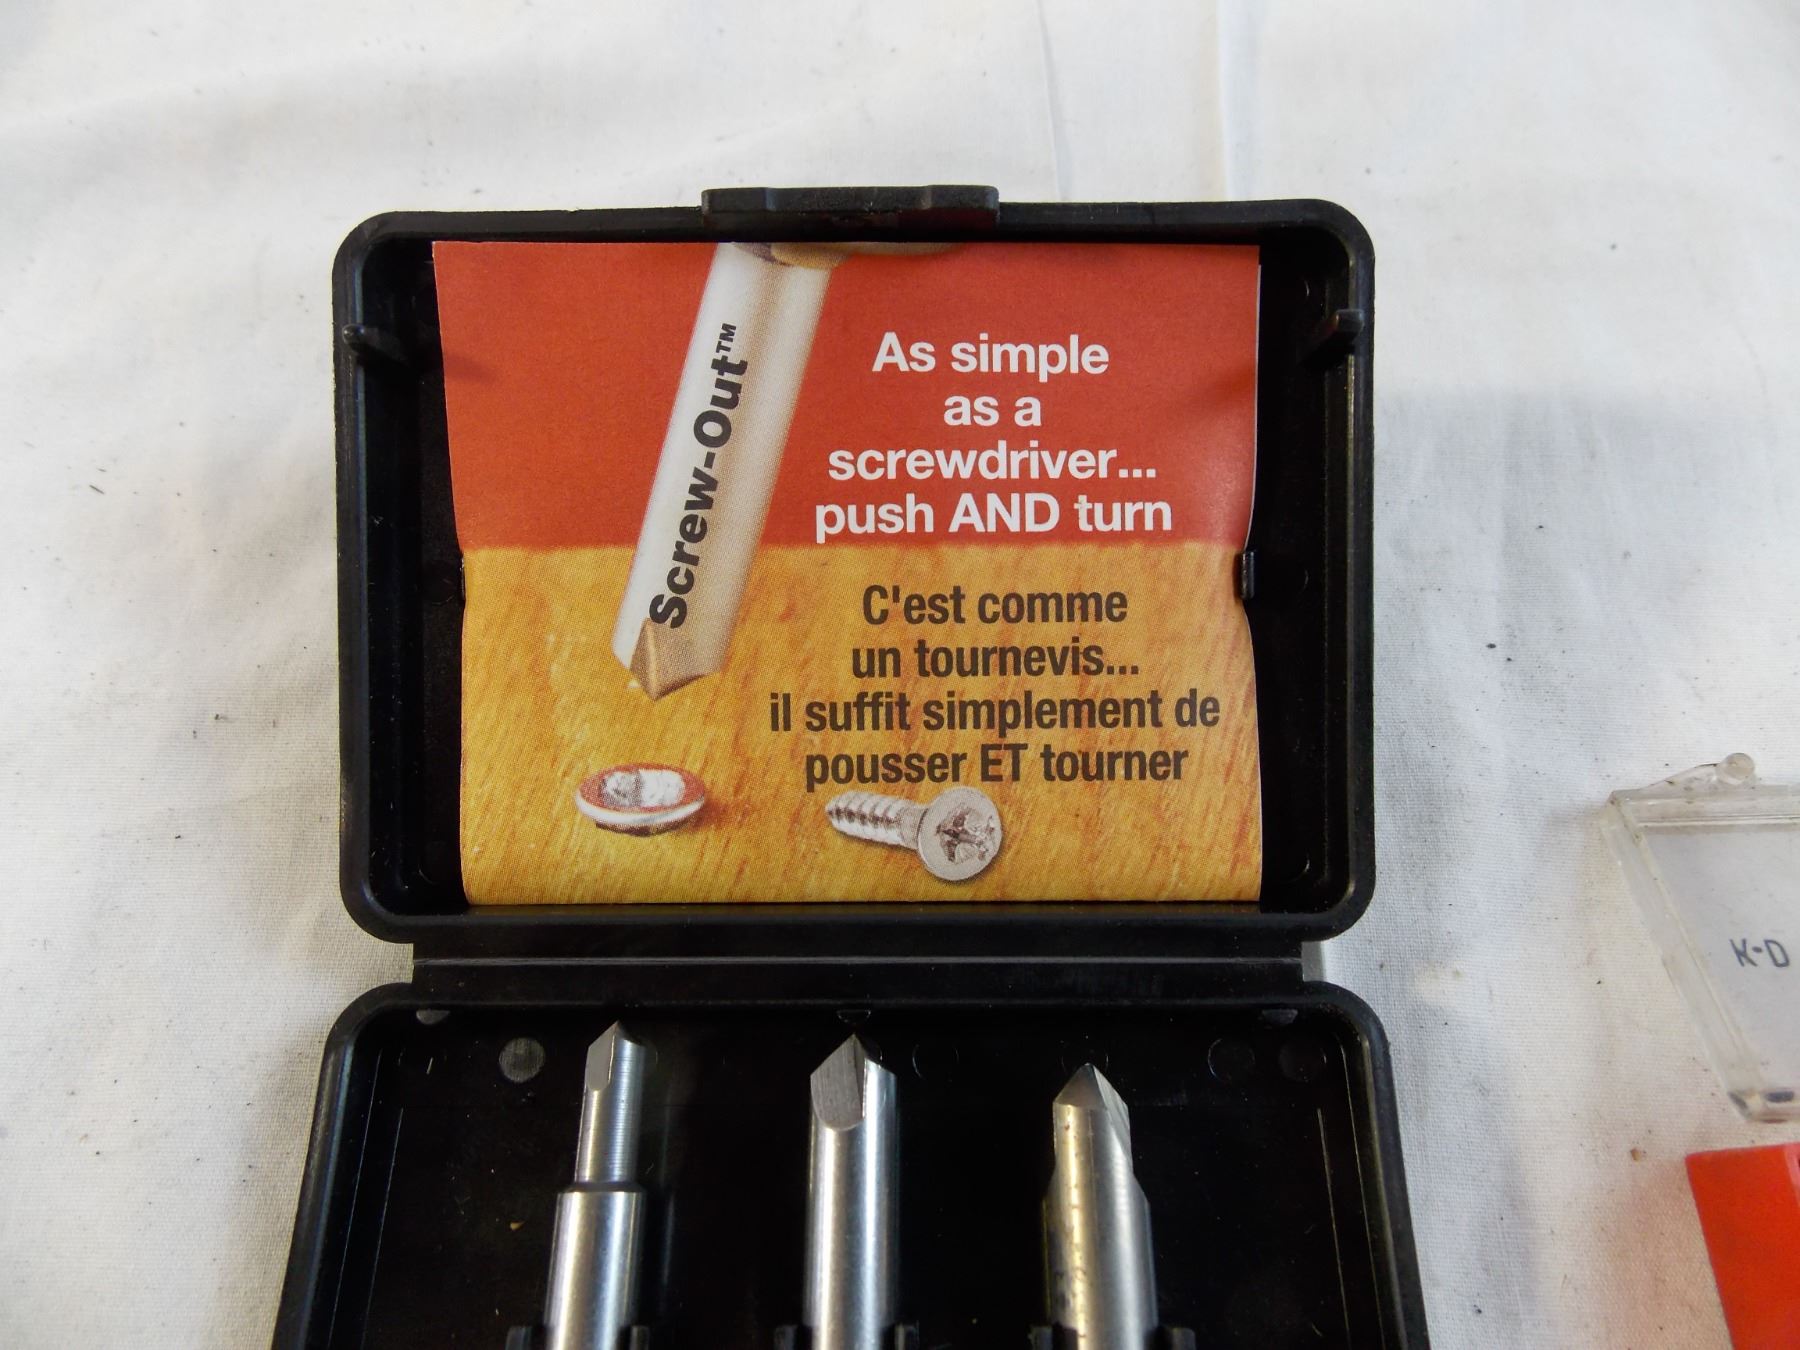 Screw-Out™
As simple
as a
screwdriver...
push AND turn
C'est comme
un tournevis...
il suffit simplement de
pousser ET tourner
K-D